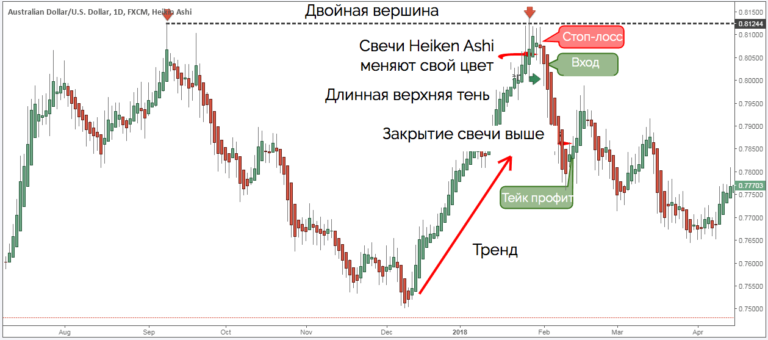 Australian Dollar/U.S. Dollar, 1D, FXCM, Heikin Ashi
Двойная вершина
0.81500
0.81244
Стоп-лосс
Свечи Heiken Ashi
меняют свой цвет
0.80500
Вход
0.80000
Длинная верхняя тень
0.79500
Закрытие свечи выше
0.79000
0.78500
0.78000
0.77703
Тейк профит
0.77500
0.77000
Тренд
0.76500
0.76000
0.75500
0.75000
Aug
Sep
Oct
Nov
Dec
2018
Feb
Mar
Apr